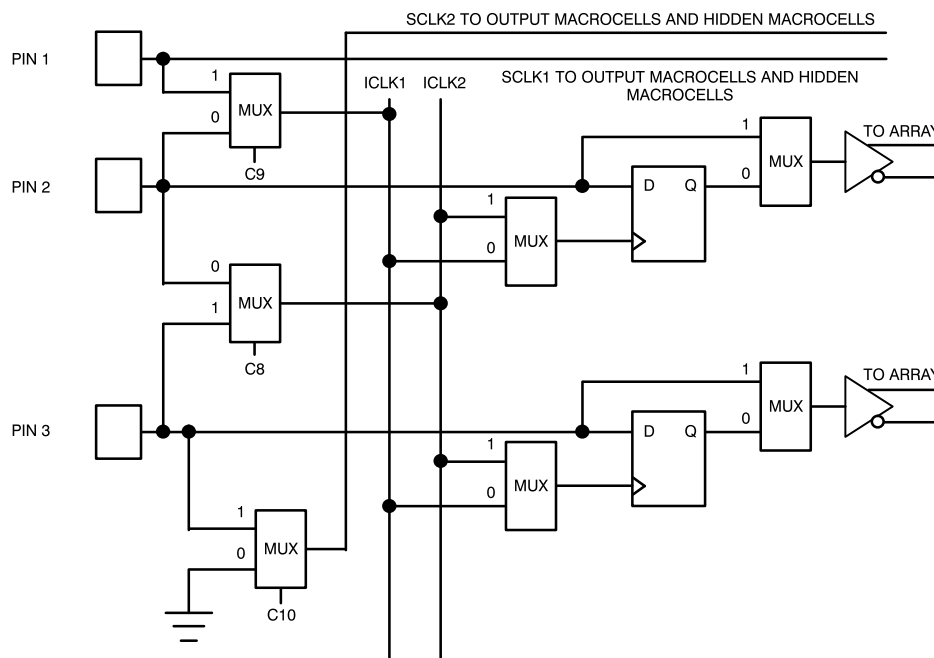 SCLK2 TO OUTPUT MACROCELLS AND HIDDEN MACROCELLS
PIN 1
1
MUX
0
C9
ICLK1
ICLK2
SCLK1 TO OUTPUT MACROCELLS AND HIDDEN
MACROCELLS
1
MUX
0
TO ARRAY
PIN 2
D
Q
1
MUX
0
0
MUX
1
C8
1
MUX
0
TO ARRAY
PIN 3
D
Q
1
MUX
0
1
MUX
0
C10